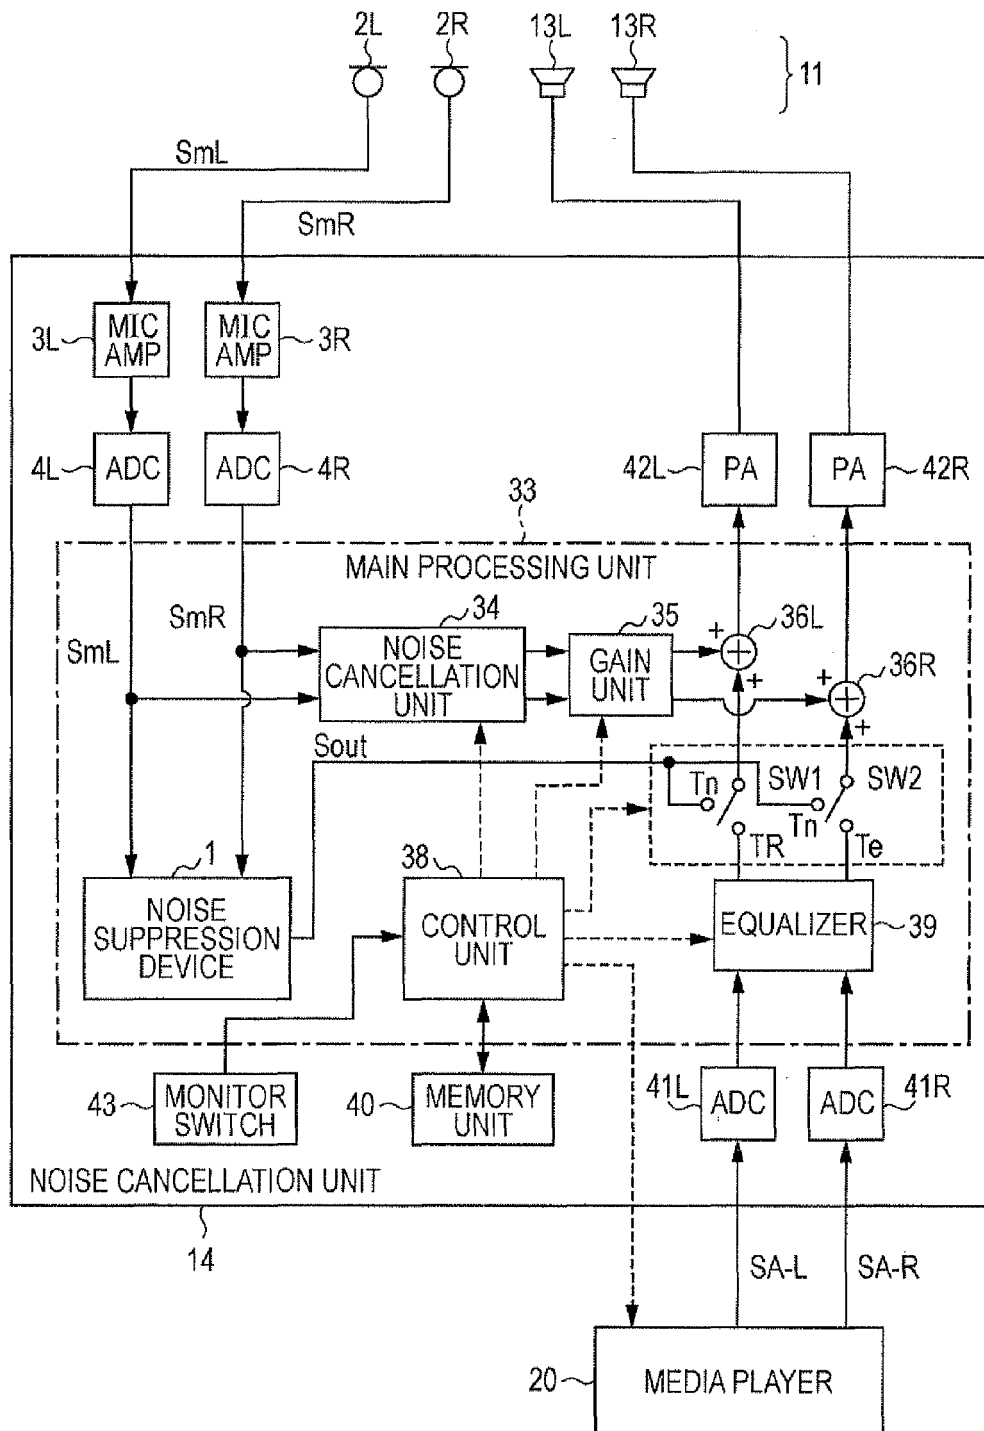 2L 2R 13L 13R
11
SmL
SmR
3L MIC AMP MIC AMP 3R
4L ADC ADC 4R
42L PA PA 42R
33
MAIN PROCESSING UNIT
SmR
SmL
34
NOISE CANCELLATION UNIT
35
GAIN UNIT
+ 36L
+
+ 36R
+
Sout
Tn SW1 SW2
Tn
TR Te
1
NOISE SUPPRESSION DEVICE
38
CONTROL UNIT
EQUALIZER 39
43 MONITOR SWITCH
40 MEMORY UNIT
41L ADC ADC 41R
NOISE CANCELLATION UNIT
14
SA-L SA-R
20 MEDIA PLAYER